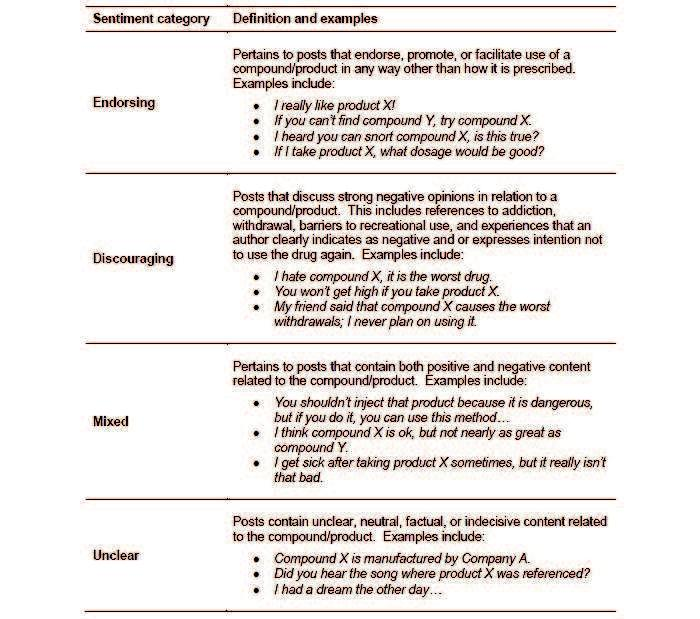 Sentiment category Definition and examples
Pertains to posts that endorse, promote, or facilitate use of a
compound/product in any way other than how it is prescribed.
Examples include:
Endorsing
• I really like product X!
• If you can't find compound Y, try compound X.
• I heard you can snort compound X, is this true?
• If I take product X, what dosage would be good?
Posts that discuss strong negative opinions in relation to a
compound/product. This includes references to addiction,
withdrawal, barriers to recreational use, and experiences that an
author clearly indicates as negative and or expresses intention not
to use the drug again. Examples include:
Discouraging
• I hate compound X, it is the worst drug.
• You won't get high if you take product X.
• My friend said that compound X causes the worst
withdrawals; I never plan on using it.
Pertains to posts that contain both positive and negative content
related to the compound/product. Examples include:
Mixed
• You shouldn't inject that product because it is dangerous,
but if you do it, you can use this method…
• I think compound X is ok, but not nearly as great as
compound Y.
• I get sick after taking product X sometimes, but it really isn't
that bad.
Posts contain unclear, neutral, factual, or indecisive content related
to the compound/product. Examples include:
Unclear
• Compound X is manufactured by Company A.
• Did you hear the song where product X was referenced?
• I had a dream the other day…